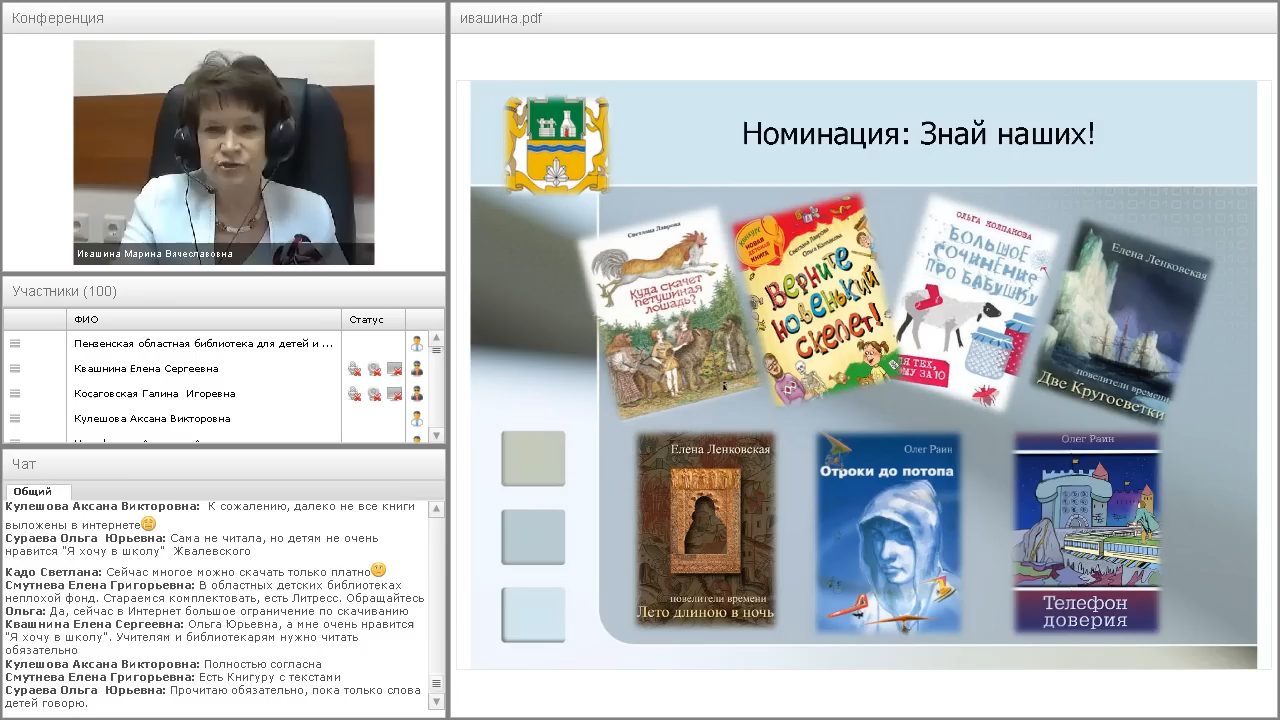 Конференция
Ивашина Марина Вячеславовна
Участники (100)
ФИО Статус
Пензенская областная библиотека для детей и ...
Квашнина Елена Сергеевна
Козаговская Галина Игоревна
Кулешова Аксана Викторовна
Чат
Общий
Кулешова Аксана Викторовна: К сожалению, далеко не все книги
выложены в интернете
Сураева Ольга Юрьевна: Сама не читала, но детям не очень
нравится "Я хочу в школу" Жвалевского
Кадо Светлана: Сейчас многое можно скачать только платно
Смутнева Елена Григорьевна: В областных детских библиотеках
неплохой фонд. Стараемся комплектовать, есть Литресс. Обращайтесь
Ольга: Да, сейчас в Интернет большое ограничение по скачиванию
Квашнина Елена Сергеевна: Ольга Юрьевна, а мне очень нравится
"Я хочу в школу". Учителям и библиотекарям нужно читать
обязательно
Кулешова Аксана Викторовна: Полностью согласна
Смутнева Елена Григорьевна: Есть Книгуру с текстами
Сураева Ольга Юрьевна: Прочитаю обязательно, пока только слова
детей говорю.
ивашина.pdf
Номинация: Знай наших!
Светлана Лаврова
Куда скачет
петушиная
лошадь?
конкурс
НОВАЯ
ДЕТСКАЯ
КНИГА
Светлана Лаврова
Ольга Колпакова
Верните
новенький
скелет!
ОЛЬГА КОЛПАКОВА
БОЛЬШОЕ
СОЧИНЕНИЕ
ПРО БАБУШКУ
ТЕХ,
ЗА 10
Елена Ленковская
повелители времени
Две Кругосветки
Елена Ленковская
повелители времени
Лето длиною в ночь
Олег Раин
Отроки до потопа
Олег Раин
Телефон
доверия